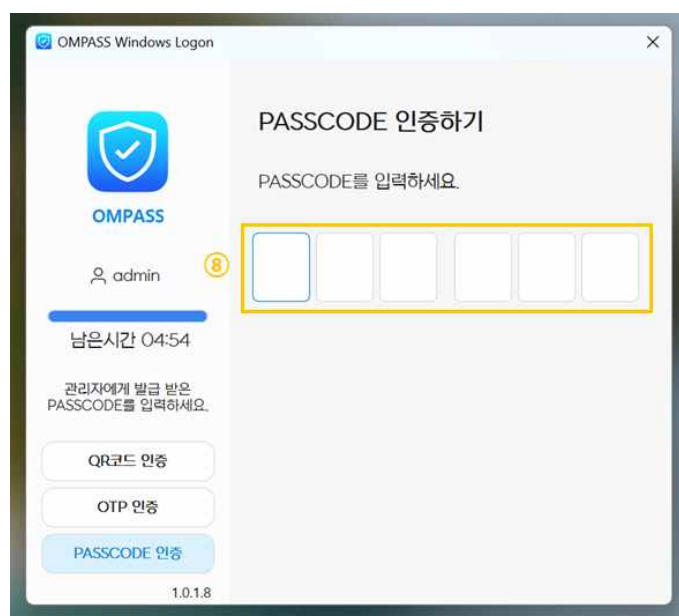 OMPASS Windows Logon
OMPASS
admin
남은시간 04:54
관리자에게 발급 받은
PASSCODE를 입력하세요.
QR코드 인증
OTP 인증
PASSCODE 인증
1.0.1.8
PASSCODE 인증하기
PASSCODE를 입력하세요.
⑧